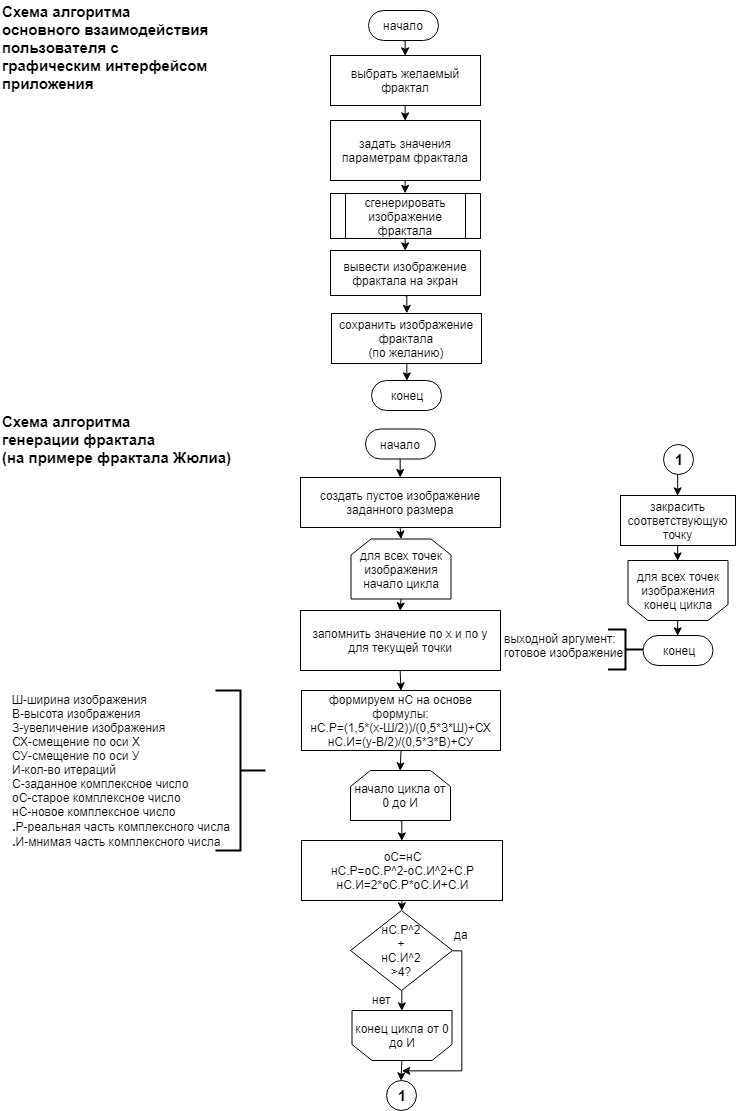 Схема алгоритма
основного взаимодействия
пользователя с
графическим интерфейсом
приложения
начало
выбрать желаемый
фрактал
задать значения
параметрам фрактала
сгенерировать
изображение
фрактала
вывести изображение
фрактала на экран
сохранить изображение
фрактала
(по желанию)
конец
Схема алгоритма
генерации фрактала
(на примере фрактала Жюлиа)
начало
создать пустое изображение
заданного размера
для всех точек
изображения
начало цикла
запомнить значение по x и по y
для текущей точки
формируем нС на основе
формулы:
нС.Р=(1,5*(x-Ш/2))/(0,5*З*Ш)+СХ
нС.И=(y-В/2)/(0,5*З*В)+СУ
Ш-ширина изображения
В-высота изображения
З-увеличение изображения
СХ-смещение по оси Х
СУ-смещение по оси У
И-кол-во итераций
С-заданное комплексное число
оС-старое комплексное число
нС-новое комплексное число
.Р-реальная часть комплексного числа
.И-мнимая часть комплексного числа
начало цикла от
0 до И
оС=нС
нС.Р=оС.Р^2-оС.И^2+С.Р
нС.И=2*оС.Р*оС.И+С.И
нС.Р^2
+
нС.И^2
>4?
да
нет
конец цикла от 0
до И
1
1
закрасить
соответствующую
точку
для всех точек
изображения
конец цикла
выходной аргумент:
готовое изображение
конец